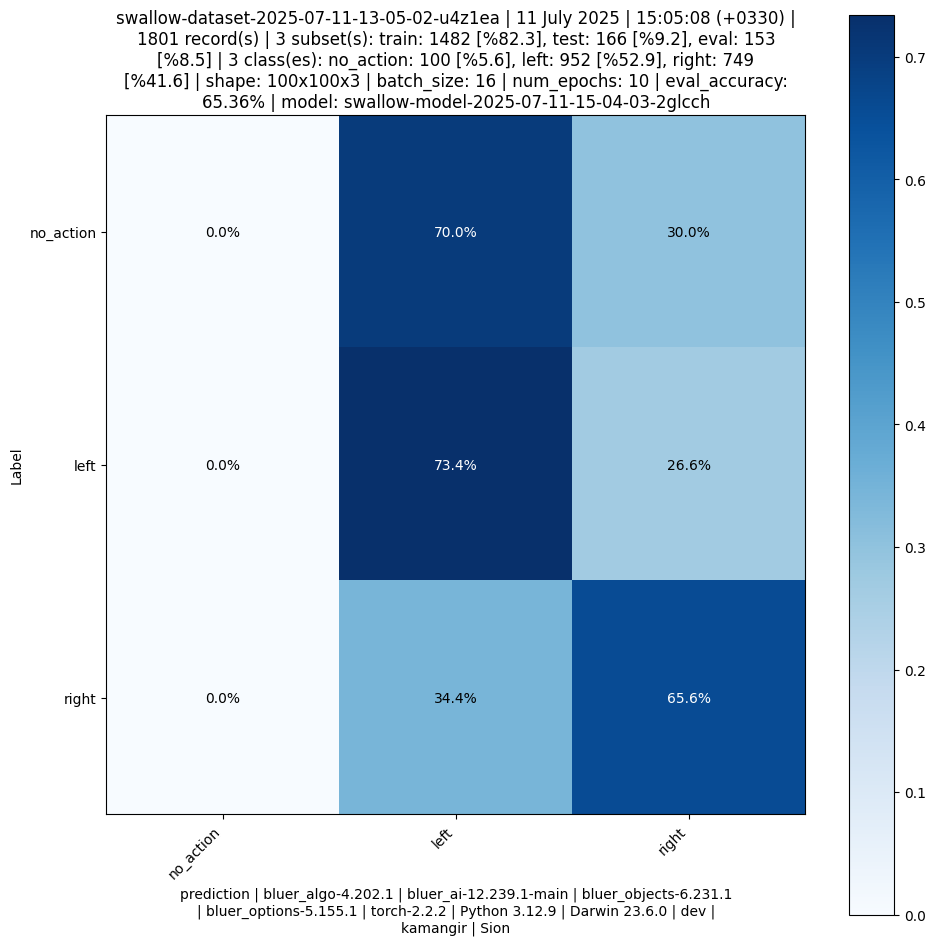 swallow-dataset-2025-07-11-13-05-02-u4z1ea | 11 July 2025 | 15:05:08 (+0330) |
1801 record(s) | 3 subset(s): train: 1482 [%82.3], test: 166 [%9.2], eval: 153
[%8.5] | 3 class(es): no_action: 100 [%5.6], left: 952 [%52.9], right: 749
[%41.6] | shape: 100x100x3 | batch_size: 16 | num_epochs: 10 | eval_accuracy:
65.36% | model: swallow-model-2025-07-11-15-04-03-2glcch
Label
no_action
0.0%
70.0%
30.0%
left
0.0%
73.4%
26.6%
right
0.0%
34.4%
65.6%
no_action
left
right
prediction | bluer_algo-4.202.1 | bluer_ai-12.239.1-main | bluer_objects-6.231.1
| bluer_options-5.155.1 | torch-2.2.2 | Python 3.12.9 | Darwin 23.6.0 | dev |
kamangir | Sion
0.7
0.6
0.5
0.4
0.3
0.2
0.1
0.0